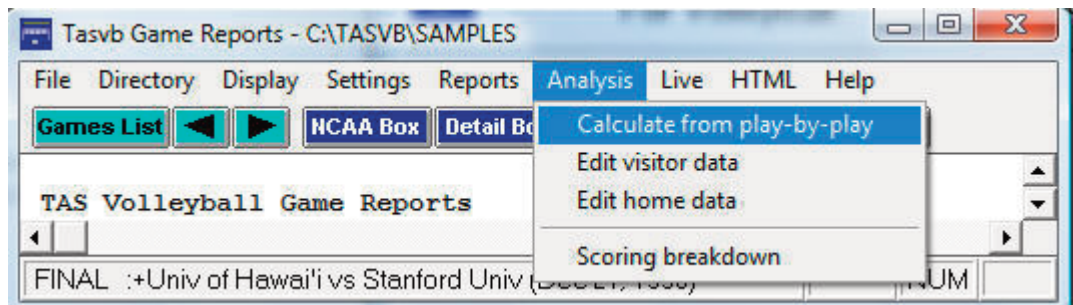 Tasvb Game Reports - C:\TASVB\SAMPLES
File Directory Display Settings Reports Analysis Live HTML Help
Games List NCAA Box Detail
Calculate from play-by-play
Edit visitor data
Edit home data
Scoring breakdown
TAS Volleyball Game Reports
FINAL :+Univ of Hawai'i vs Stanford Univ NUM